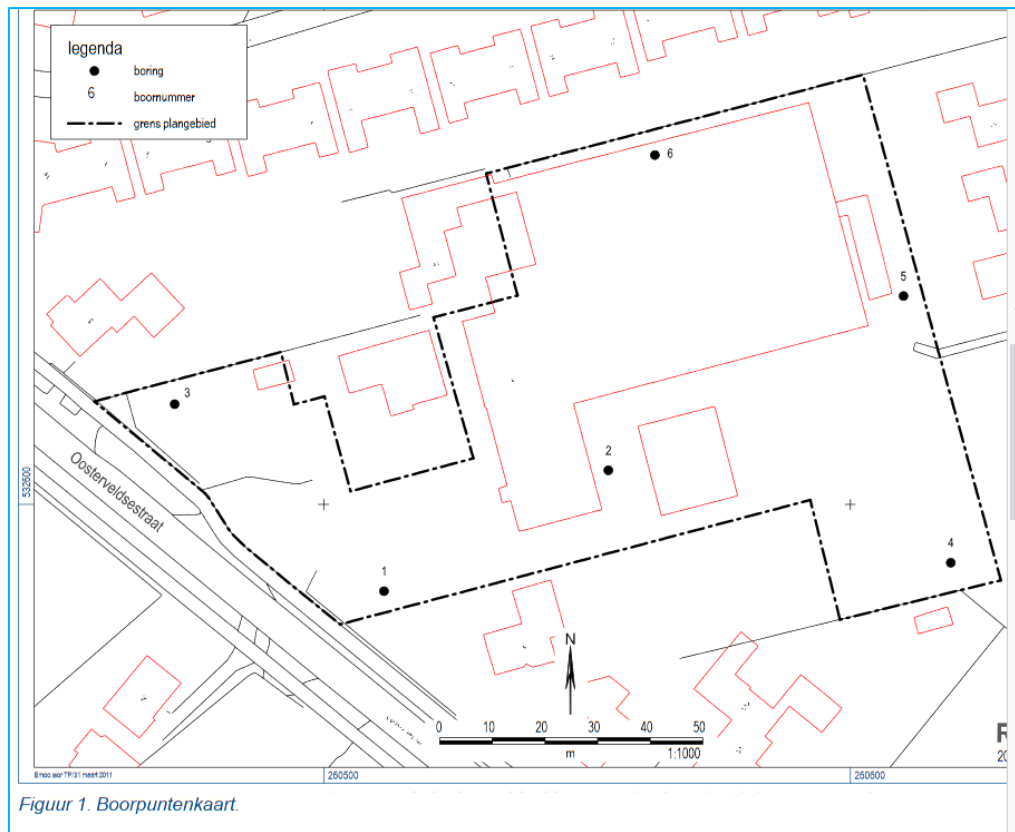 legenda
boring
6 boornummer
grens plangebied
6
5
3
2
Oosterveldsestraat
532600
4
1
N
0 10 20 30 40 50
m 1:1000
R
20
260500 260600
Figuur 1. Boorpuntenkaart.